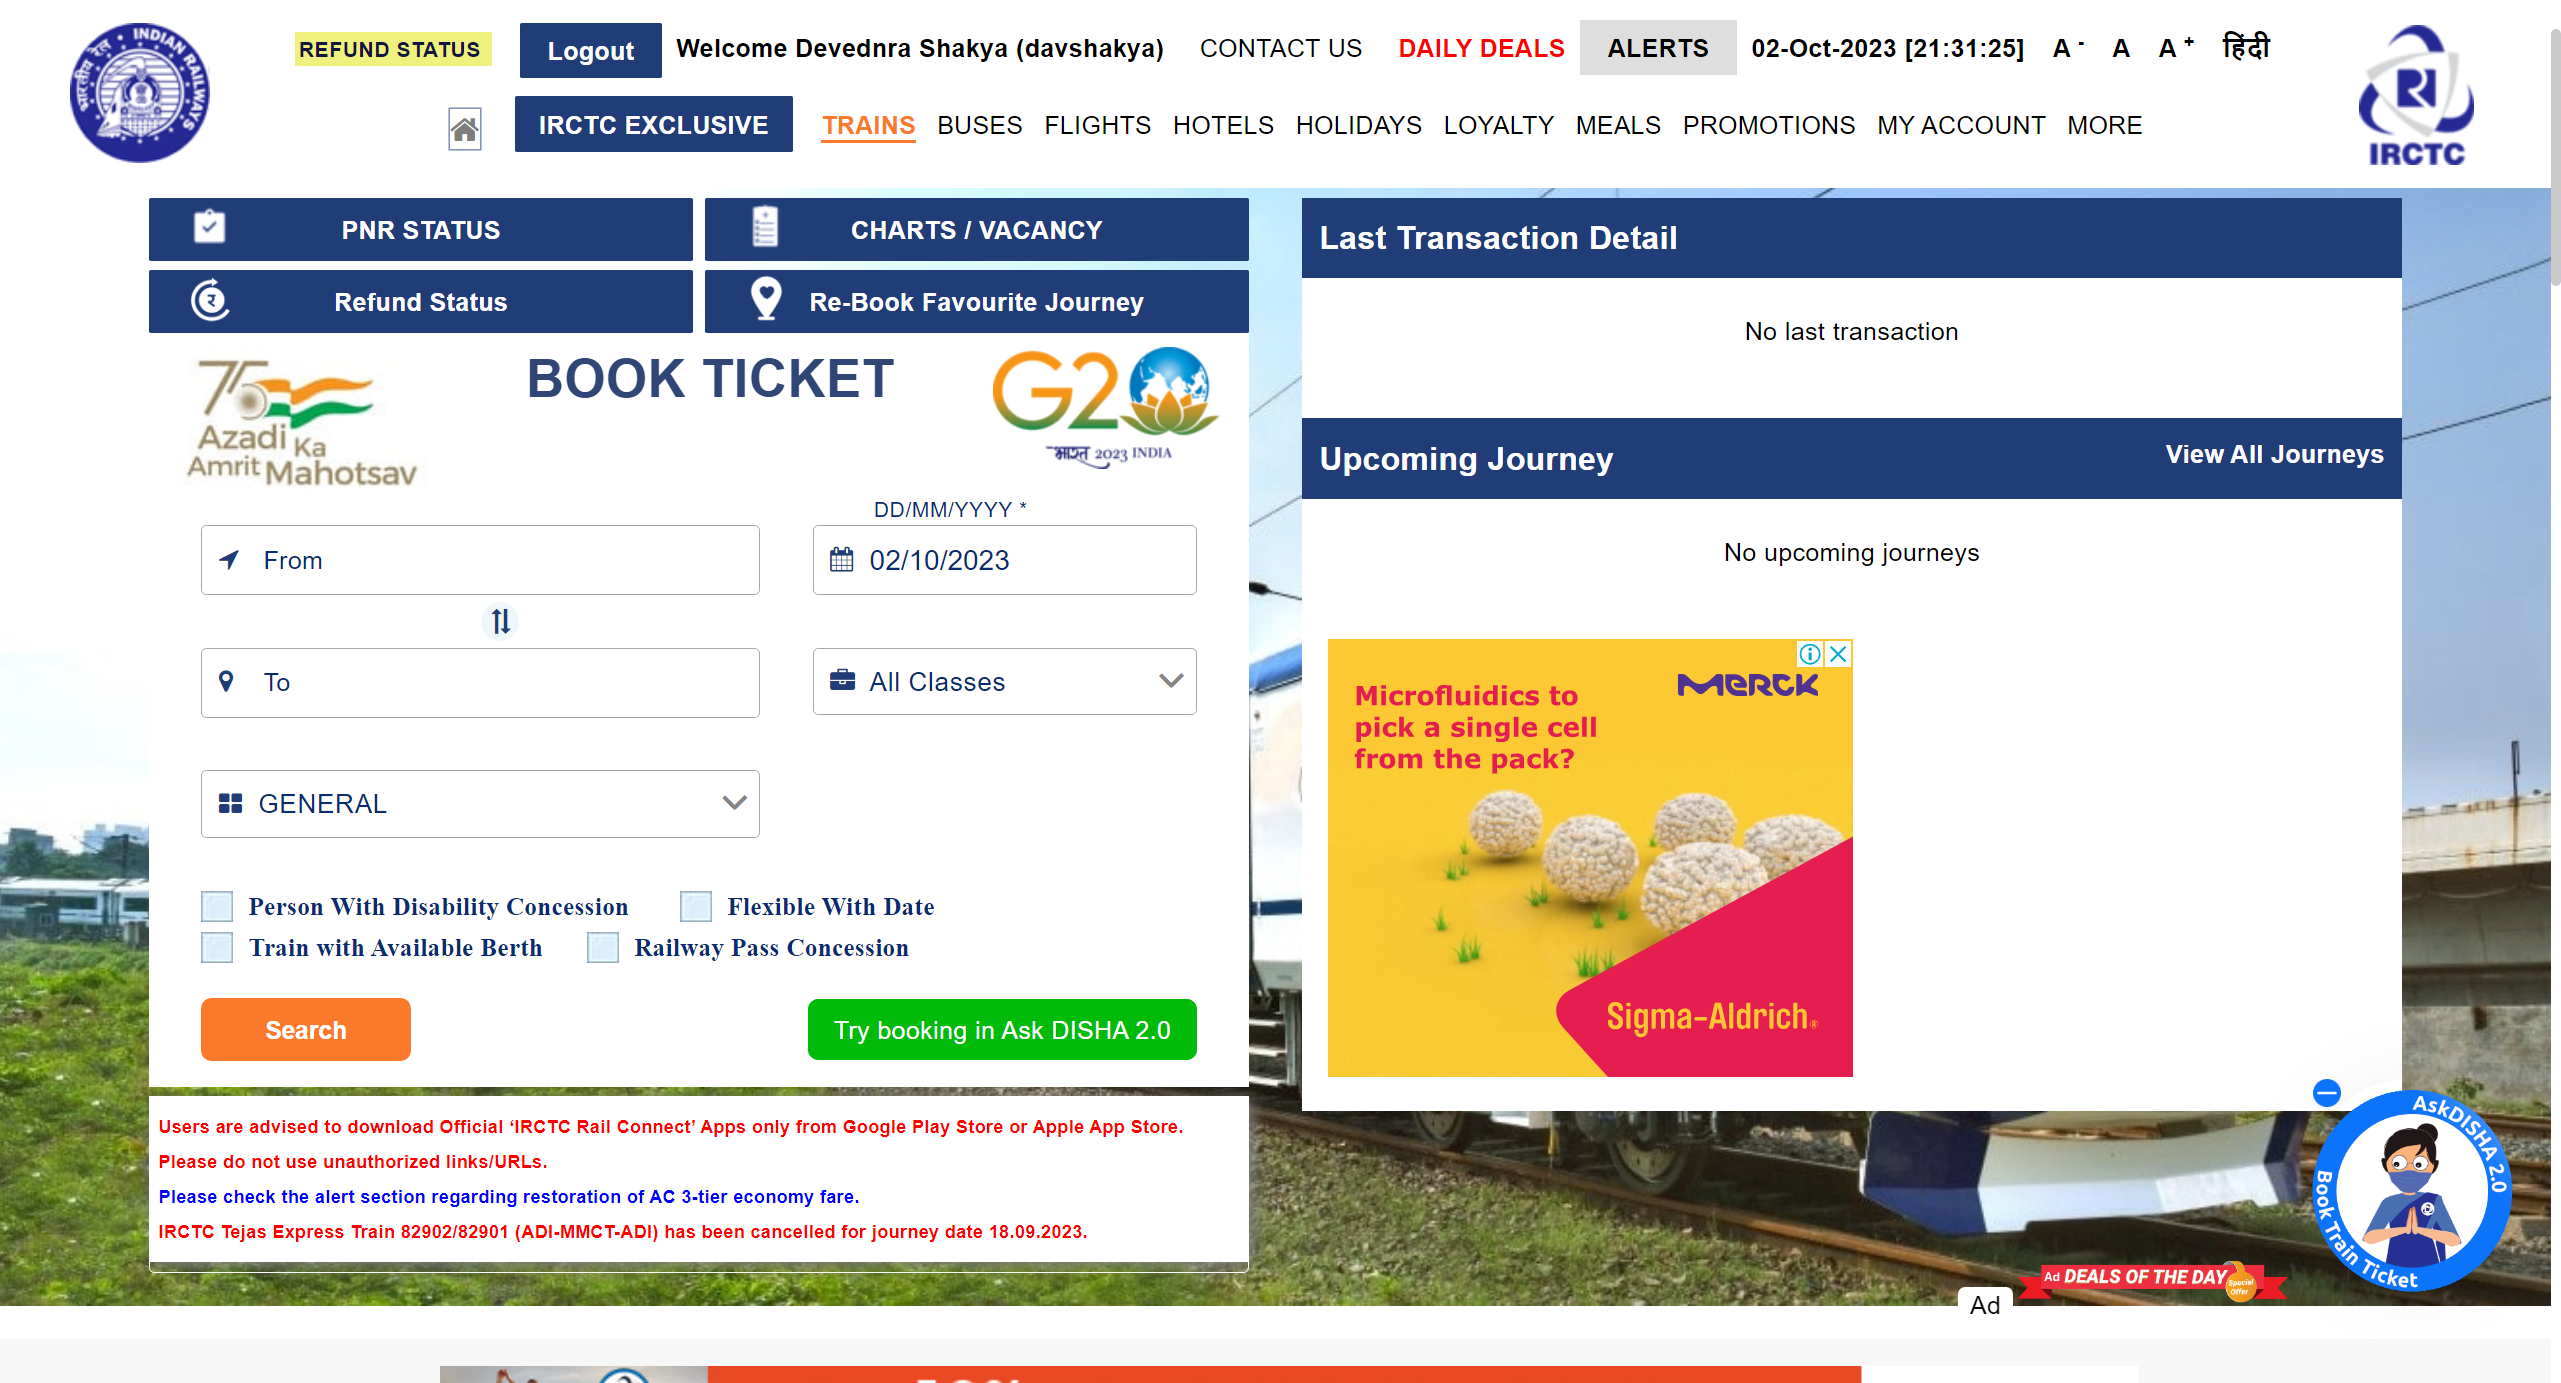 REFUND STATUS Logout Welcome Devednra Shakya (davshakya) CONTACT US DAILY DEALS ALERTS 02-Oct-2023 [21:31:25] A - A A + हिंदी
भारतीय रेल INDIAN RAILWAYS
IRCTC EXCLUSIVE TRAINS BUSES FLIGHTS HOTELS HOLIDAYS LOYALTY MEALS PROMOTIONS MY ACCOUNT MORE
IRCTC
PNR STATUS
CHARTS / VACANCY
Refund Status
Re-Book Favourite Journey
BOOK TICKET
75
Azadi Ka
Amrit Mahotsav
G20
भारत 2023 INDIA
DD/MM/YYYY *
From
02/10/2023
To
All Classes
GENERAL
Person With Disability Concession
Flexible With Date
Train with Available Berth
Railway Pass Concession
Search
Try booking in Ask DISHA 2.0
Users are advised to download Official ‘IRCTC Rail Connect’ Apps only from Google Play Store or Apple App Store.
Please do not use unauthorized links/URLs.
Please check the alert section regarding restoration of AC 3-tier economy fare.
IRCTC Tejas Express Train 82902/82901 (ADI-MMCT-ADI) has been cancelled for journey date 18.09.2023.
Last Transaction Detail
No last transaction
Upcoming Journey
View All Journeys
No upcoming journeys
MERCK
Microfluidics to
pick a single cell
from the pack?
Sigma-Aldrich®
AskDISHA 2.0
Book Train Ticket
Ad DEALS OF THE DAY
Special
Offer
Ad